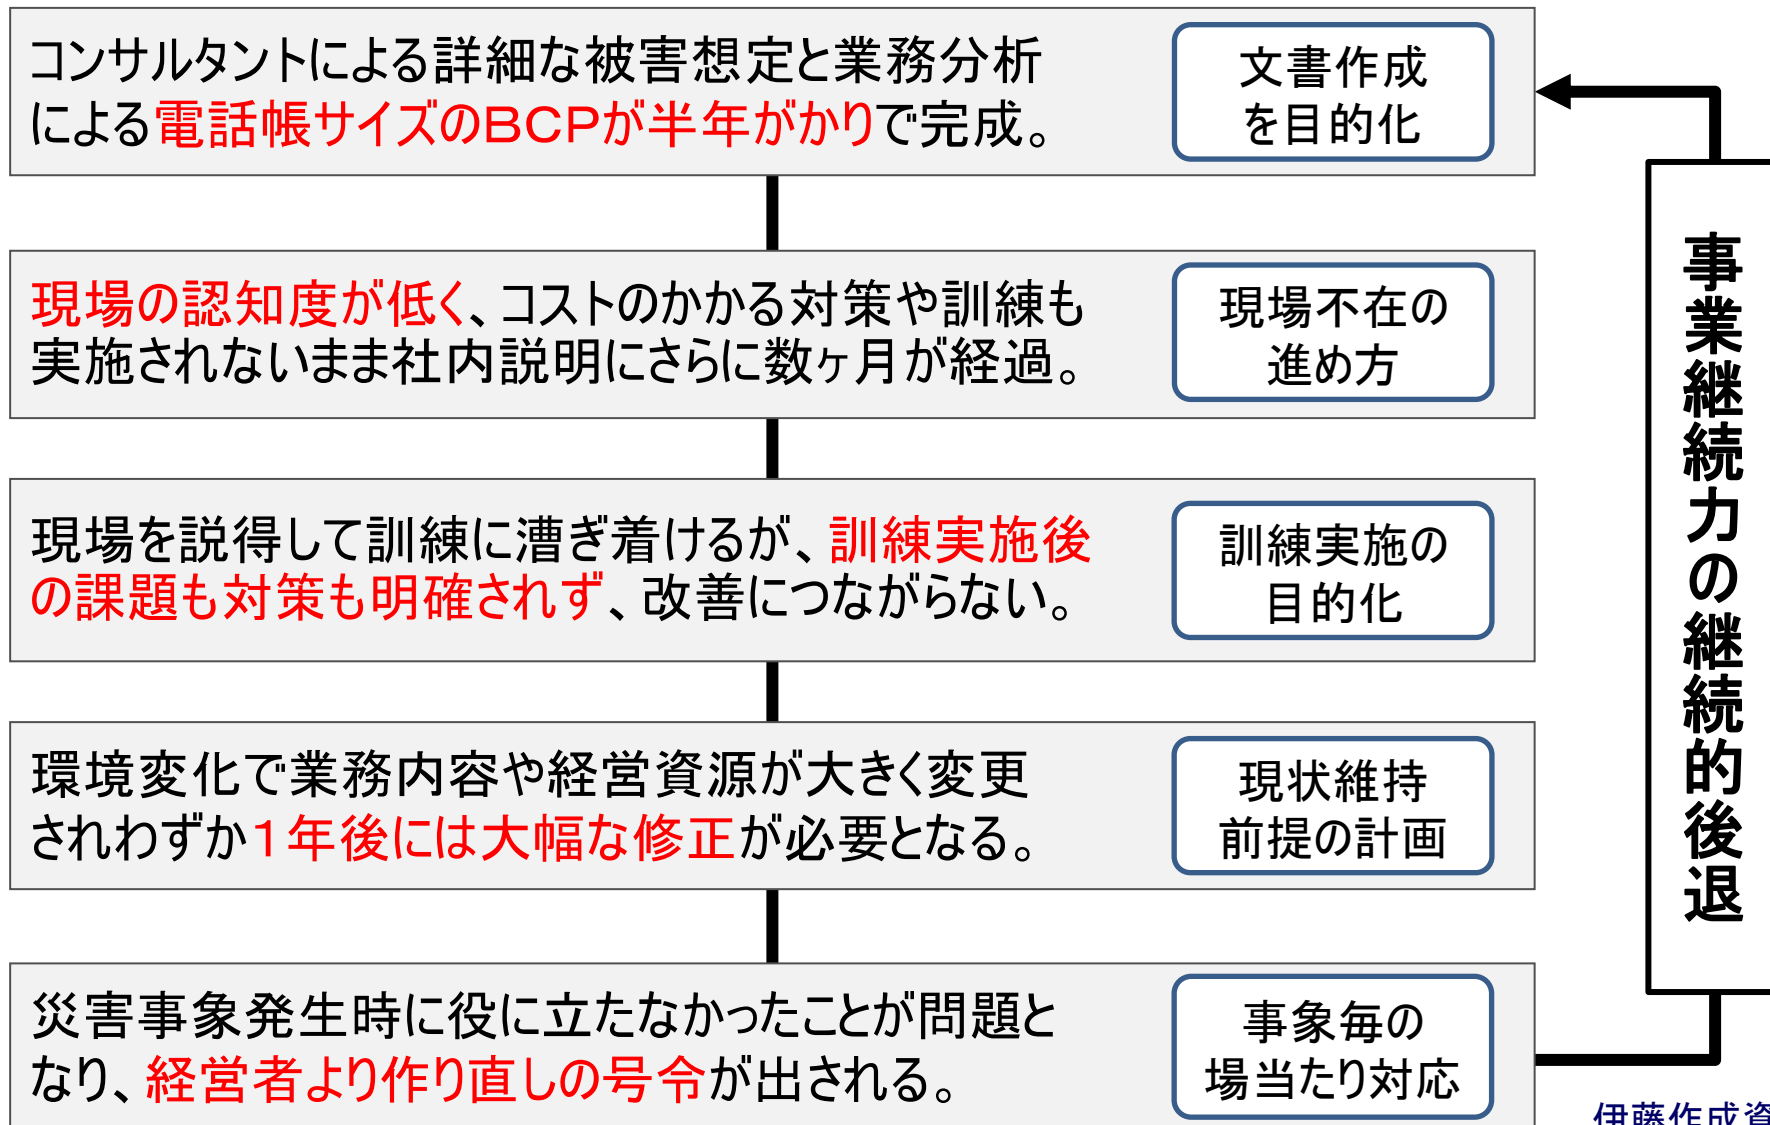 コンサルタントによる詳細な被害想定と業務分析
による電話帳サイズのBCPが半年がかりで完成。
文書作成
を目的化
現場の認知度が低く、コストのかかる対策や訓練も
実施されないまま社内説明にさらに数ヶ月が経過。
現場不在の
進め方
現場を説得して訓練に漕ぎ着けるが、訓練実施後
の課題も対策も明確されず、改善につながらない。
訓練実施の
目的化
環境変化で業務内容や経営資源が大きく変更
されわずか1年後には大幅な修正が必要となる。
現状維持
前提の計画
災害事象発生時に役に立たなかったことが問題と
なり、経営者より作り直しの号令が出される。
事象毎の
場当たり対応
事業継続力の継続的後退
伊藤作成資